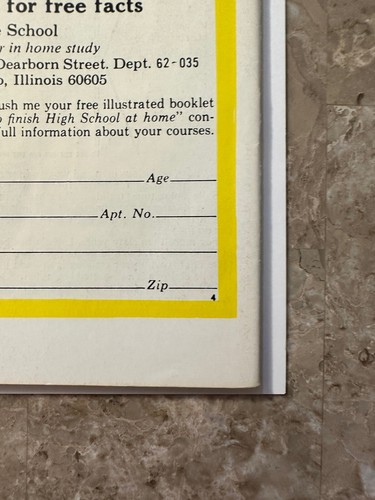 for free facts
School
r in home study
Dearborn Street. Dept. 62-035
o, Illinois 60605
ush me your free illustrated booklet
o finish High School at home" con-
full information about your courses.
Age
Apt. No.
Zip
4